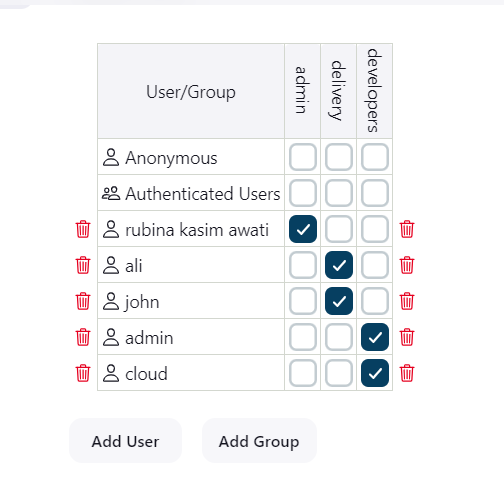 User/Group
admin
delivery
developers
Anonymous
Authenticated Users
rubina kasim awati
ali
john
admin
cloud
Add User
Add Group